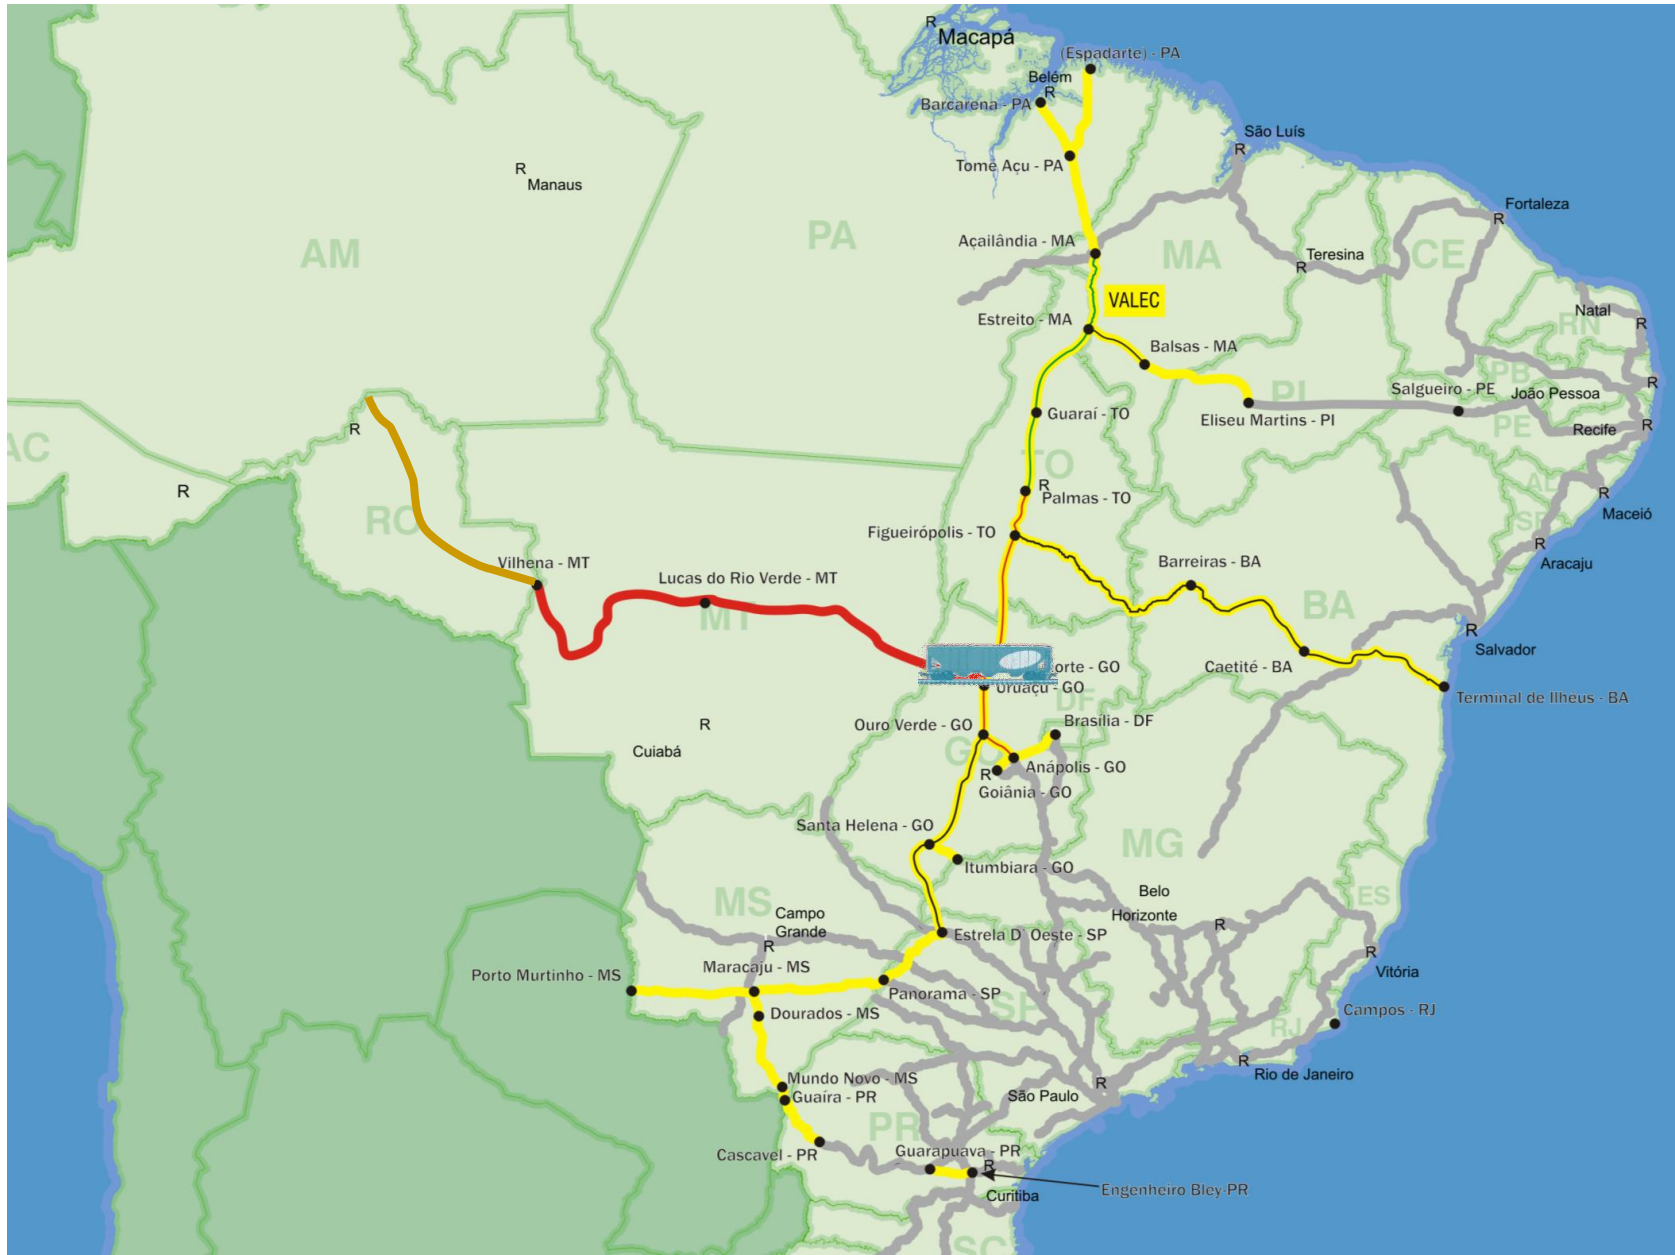 R
Macapá
(Espadarte) - PA
Belém
R
Barcarena - PA
São Luís
R
Tomé Açu - PA
R
Manaus
Fortaleza
R
PA
AM
Açailândia - MA
MA
Teresina
R
CE
VALEC
Estreito - MA
Natal
R
RN
Balsas - MA
PB
R
Salgueiro - PE
João Pessoa
PI
Eliseu Martins - PI
Guaraí - TO
PE
Recife
R
R
AC
TO
R
Palmas - TO
R
AL
R
Maceió
RO
SE
Figueirópolis - TO
R
Aracaju
Vilhena - MT
Barreiras - BA
Lucas do Rio Verde - MT
MT
BA
R
Salvador
orte - GO
Caetité - BA
Uruaçu - GO
DF
Terminal de Ilhéus - BA
Ouro Verde - GO
Brasília - DF
R
Cuiabá
GO
Anápolis - GO
R
Goiânia - GO
Santa Helena - GO
MG
Itumbiara - GO
MS
Belo
Horizonte
R
ES
Campo
Grande
R
Estrela D´Oeste - SP
Porto Murtinho - MS
Maracaju - MS
R
Vitória
Panorama - SP
SP
Dourados - MS
Campos - RJ
RJ
R
Rio de Janeiro
Mundo Novo - MS
Guaíra - PR
R
São Paulo
PR
Cascavel - PR
Guarapuava - PR
R
Engenheiro Bley-PR
Curitiba
SC